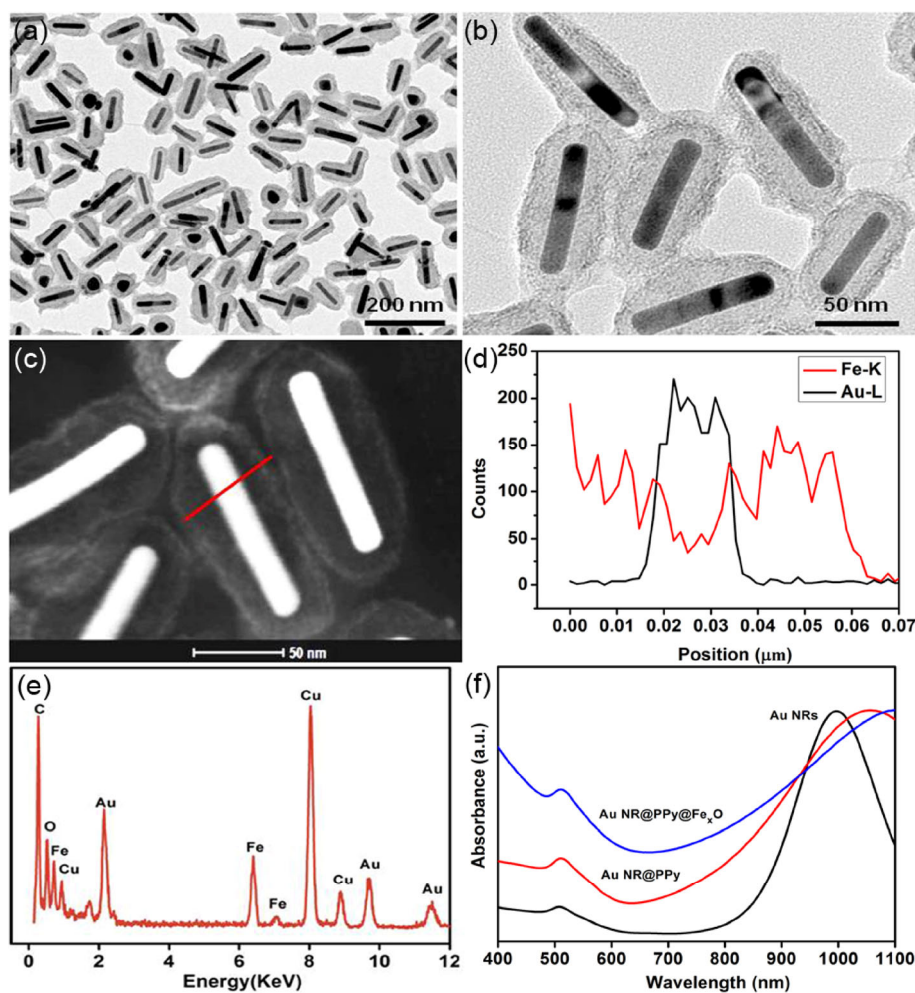 (a)
200 nm
(b)
50 nm
(c)
50 nm
(d)
250
200
150
100
50
0
Counts
Fe-K
Au-L
0.00 0.01 0.02 0.03 0.04 0.05 0.06 0.07
Position (μm)
(e)
C
O
Fe
Cu
Au
Fe
Fe
Cu
Cu
Au
Au
0 2 4 6 8 10 12
Energy(KeV)
(f)
Absorbance (a.u.)
Au NRs
Au NR@PPy@FeₓO
Au NR@PPy
400 500 600 700 800 900 1000 1100
Wavelength (nm)